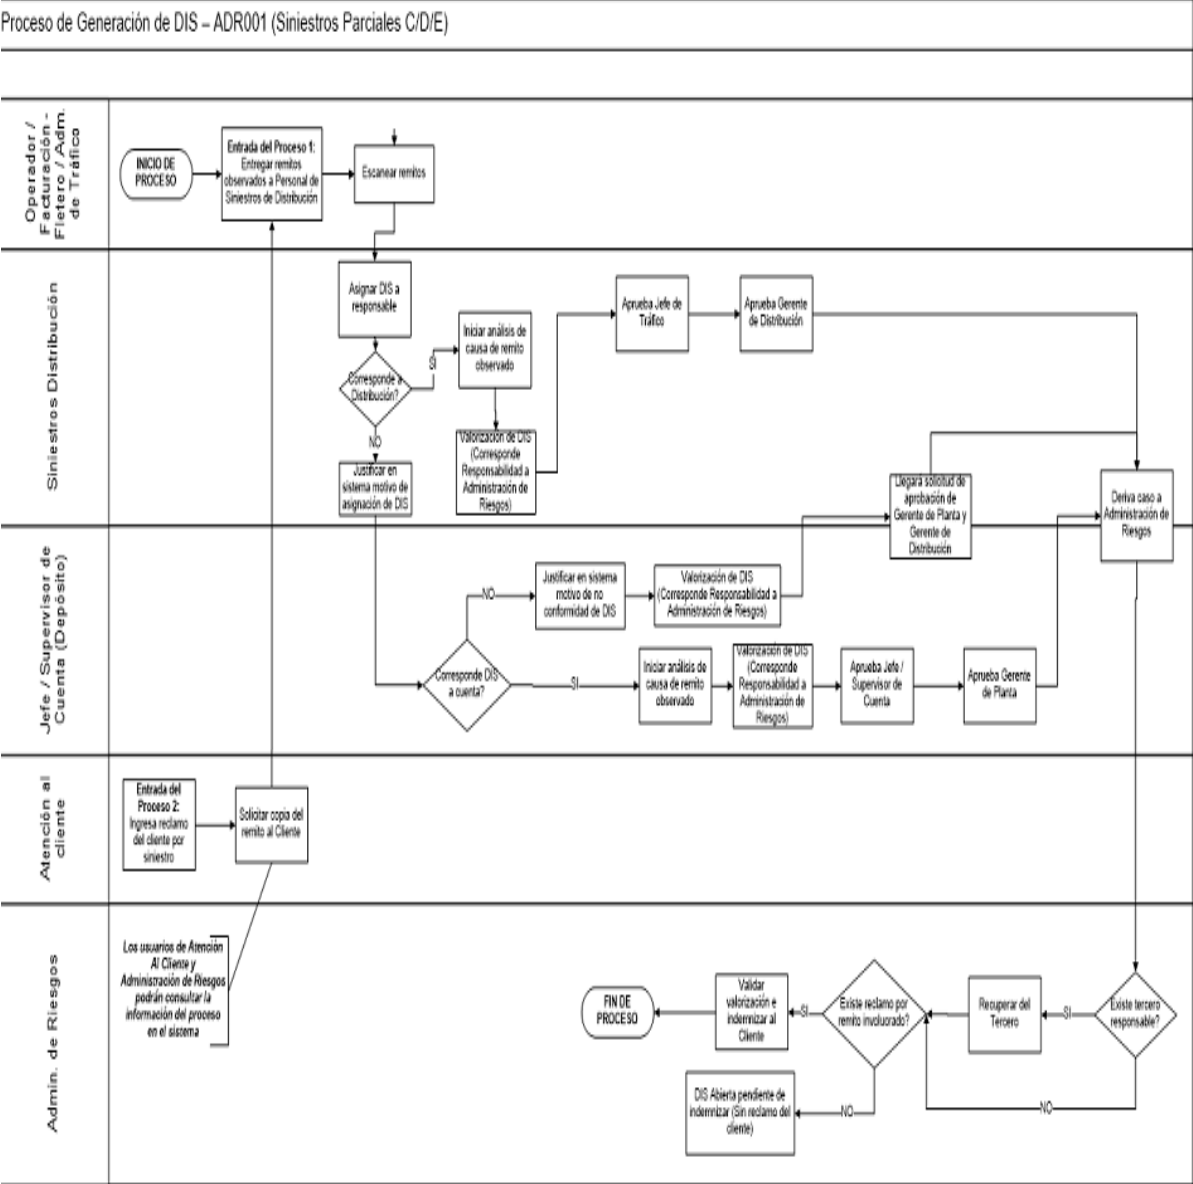 Proceso de Generación de DIS – ADR001 (Siniestros Parciales C/D/E)
Operador /
Facturación -
Fletero / Adm.
de Tráfico
INICIO DE
PROCESO
Entrada del Proceso 1:
Entregar remitos
observados a Personal de
Siniestros de Distribución
Escanear remitos
Siniestros Distribución
Asignar DIS a
responsable
Corresponde a
Distribución?
SI
NO
Iniciar análisis de
causa de remito
observado
Justificar en
sistema motivo de
asignación de DIS
Valorización de DIS
(Corresponde
Responsabilidad a
Administración de
Riesgos)
Aprueba Jefe de
Tráfico
Aprueba Gerente
de Distribución
Llegará solicitud de
aprobación de
Gerente de Planta y
Gerente de
Distribución
Deriva caso a
Administración de
Riesgos
Jefe / Supervisor de
Cuenta (Depósito)
Corresponde DIS
a cuenta?
NO
Justificar en sistema
motivo de no
conformidad de DIS
Valorización de DIS
(Corresponde Responsabilidad a
Administración de Riesgos)
SI
Iniciar análisis de
causa de remito
observado
Valorización de DIS
(Corresponde
Responsabilidad a
Administración de
Riesgos)
Aprueba Jefe /
Supervisor de
Cuenta
Aprueba Gerente
de Planta
Atención al
cliente
Entrada del
Proceso 2:
Ingresa reclamo
del cliente por
siniestro
Solicitar copia del
remito al Cliente
Admin. de Riesgos
Los usuarios de Atención
Al Cliente y
Administración de Riesgos
podrán consultar la
información del proceso
en el sistema
FIN DE
PROCESO
Validar
valorización e
indemnizar al
Cliente
SI
Existe reclamo por
remito involucrado?
Recuperar del
Tercero
SI
Existe tercero
responsable?
DIS Abierta pendiente de
indemnizar (Sin reclamo del
cliente)
NO
NO